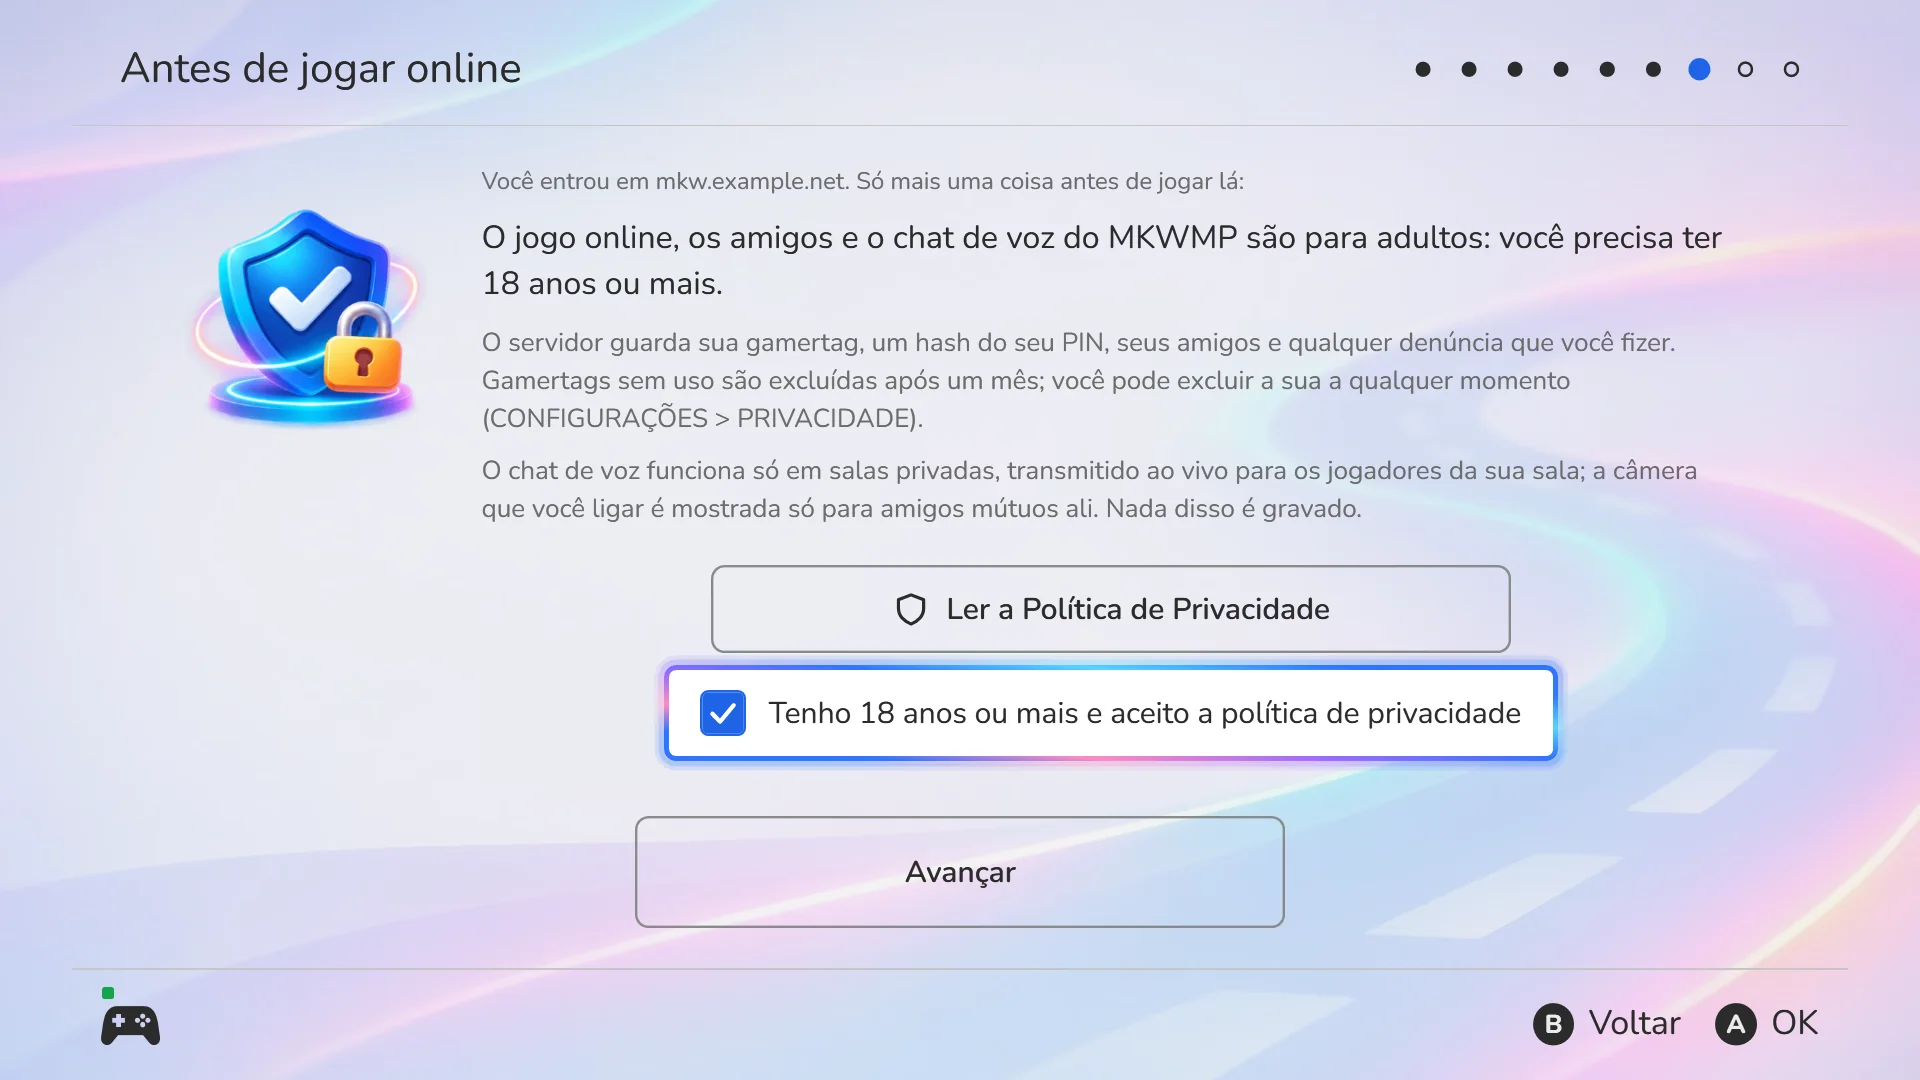 Antes de jogar online
Você entrou em mkw.example.net. Só mais uma coisa antes de jogar lá:
O jogo online, os amigos e o chat de voz do MKWMP são para adultos: você precisa ter
18 anos ou mais.
O servidor guarda sua gamertag, um hash do seu PIN, seus amigos e qualquer denúncia que você fizer.
Gamertags sem uso são excluídas após um mês; você pode excluir a sua a qualquer momento
(CONFIGURAÇÕES > PRIVACIDADE).
O chat de voz funciona só em salas privadas, transmitido ao vivo para os jogadores da sua sala; a câmera
que você ligar é mostrada só para amigos mútuos ali. Nada disso é gravado.
Ler a Política de Privacidade
Tenho 18 anos ou mais e aceito a política de privacidade
Avançar
B Voltar A OK